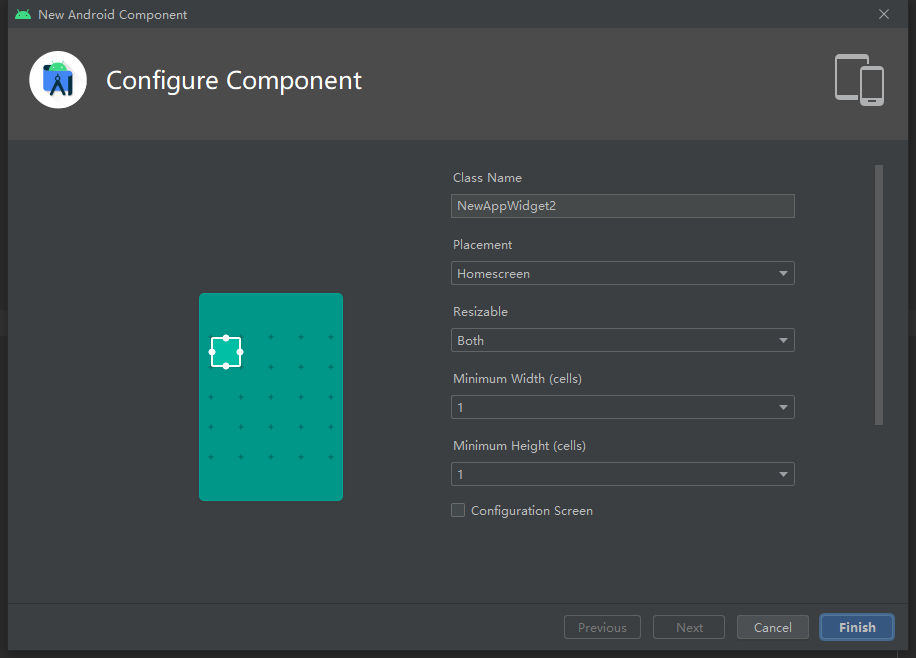 New Android Component
Configure Component
Class Name
NewAppWidget2
Placement
Homescreen
Resizable
Both
Minimum Width (cells)
1
Minimum Height (cells)
1
Configuration Screen
Previous
Next
Cancel
Finish